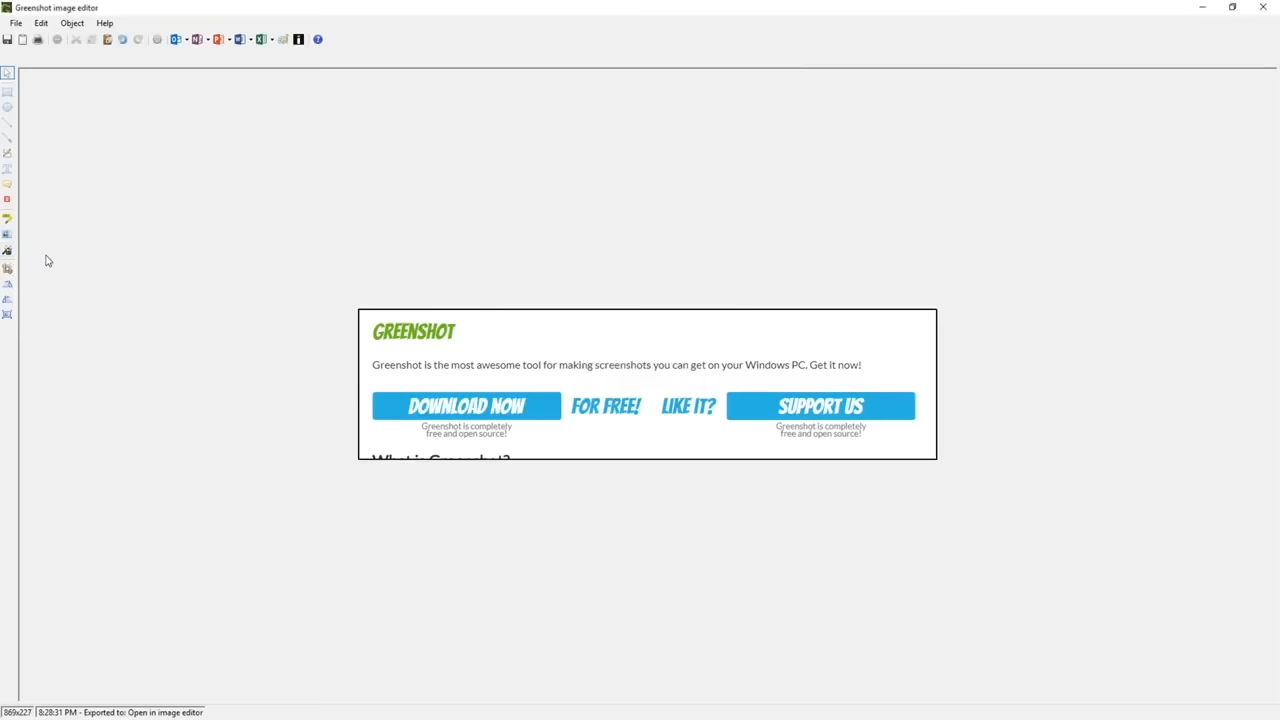 Greenshot image editor
File Edit Object Help
GREENSHOT
Greenshot is the most awesome tool for making screenshots you can get on your Windows PC. Get it now!
DOWNLOAD NOW FOR FREE! LIKE IT? SUPPORT US
Greenshot is completely free and open source!
Greenshot is completely free and open source!
What is Greenshot?
869x227 8:28:31 PM - Exported to: Open in image editor